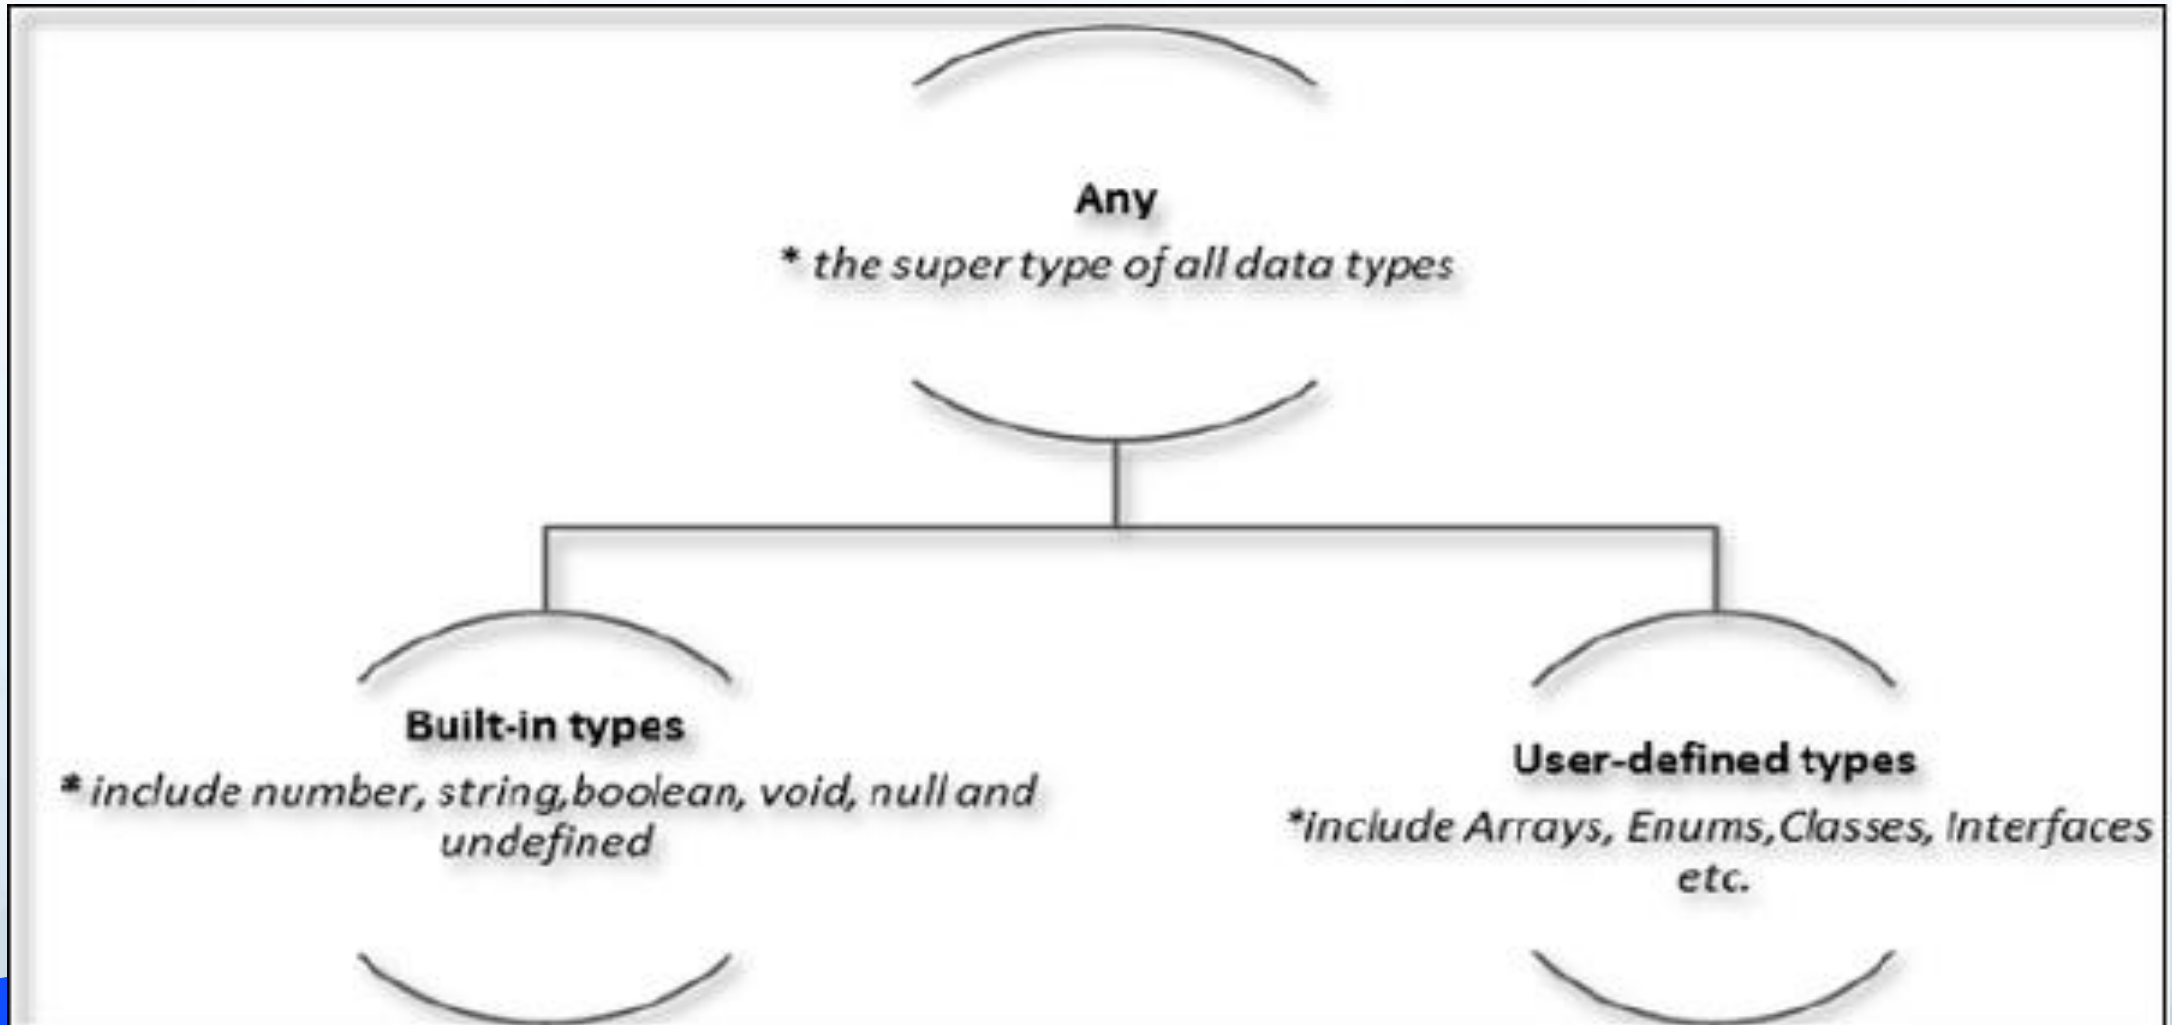 Any
* the super type of all data types
Built-in types
* include number, string,boolean, void, null and
undefined
User-defined types
*include Arrays, Enums,Classes, Interfaces
etc.